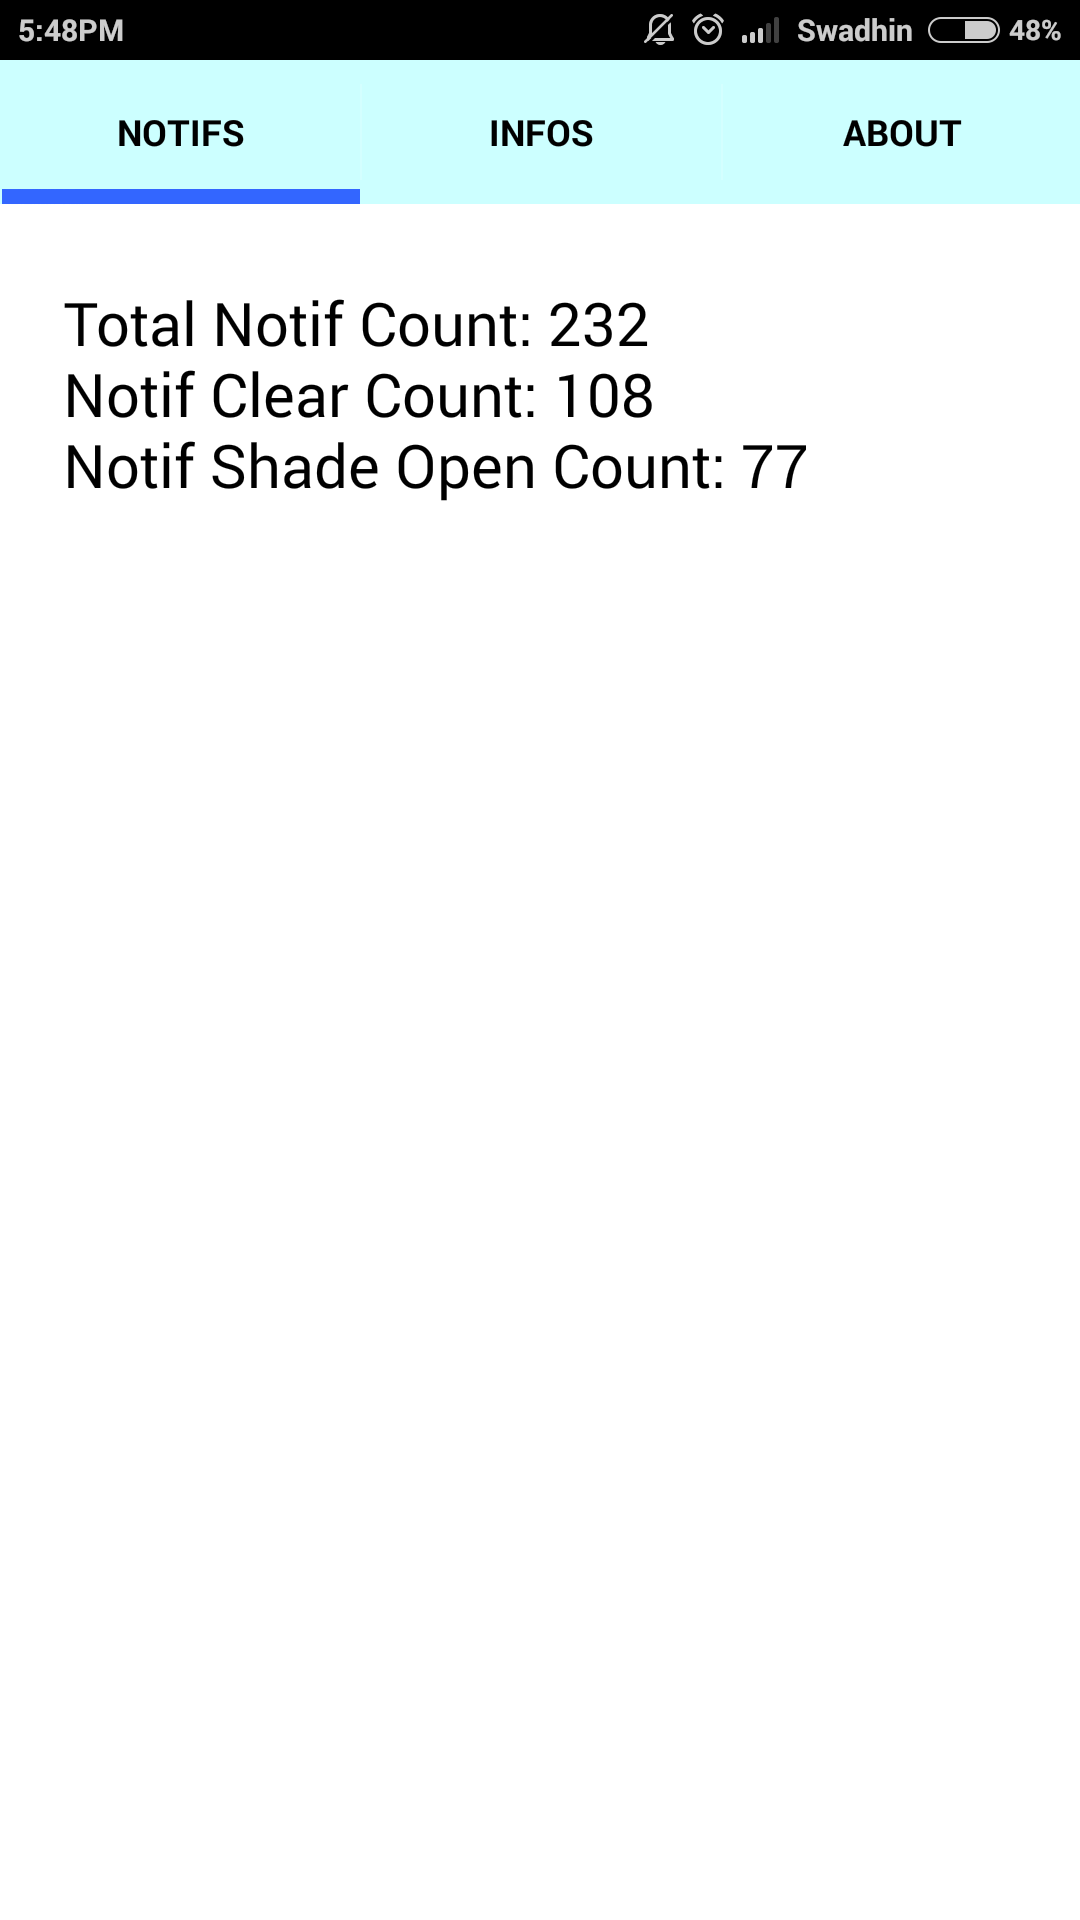 5:48PM Swadhin 48%
NOTIFS INFOS ABOUT
Total Notif Count: 232
Notif Clear Count: 108
Notif Shade Open Count: 77